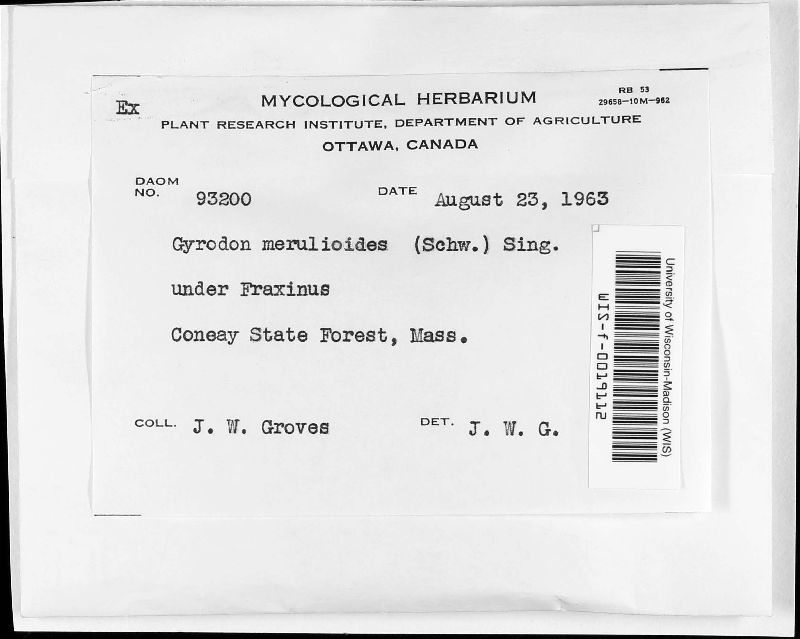 Ex
MYCOLOGICAL HERBARIUM
RB 53
29658-10M-962
PLANT RESEARCH INSTITUTE, DEPARTMENT OF AGRICULTURE
OTTAWA, CANADA
DAOM
NO. 93200
DATE August 23, 1963
Gyrodon merulioides (Schw.) Sing.
under Fraxinus
Coneay State Forest, Mass.
COLL. J. W. Groves
DET. J. W. G.
University of Wisconsin-Madison (WIS)